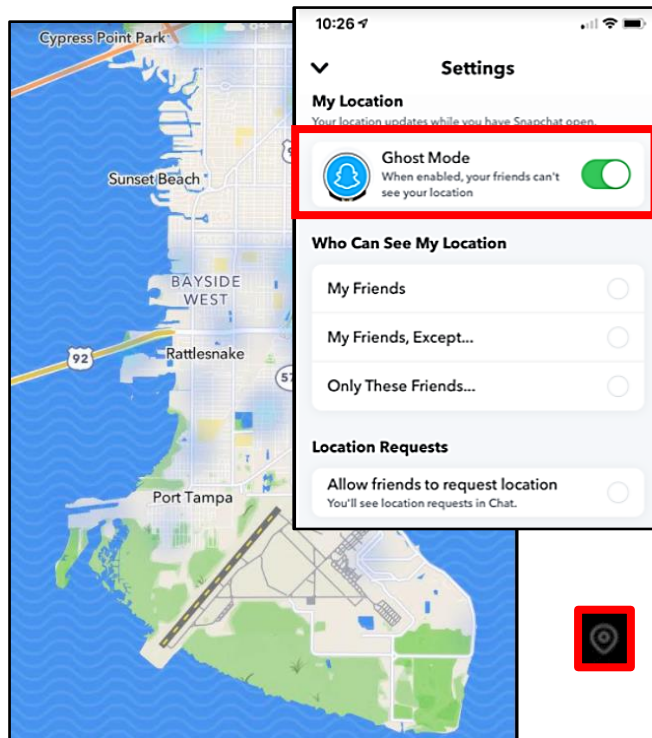 Cypress Point Park
Sunset Beach
BAYSIDE
WEST
92
Rattlesnake
57
Port Tampa
10:26
Settings
My Location
Your location updates while you have Snapchat open.
Ghost Mode
When enabled, your friends can't
see your location
Who Can See My Location
My Friends
My Friends, Except...
Only These Friends...
Location Requests
Allow friends to request location
You'll see location requests in Chat.